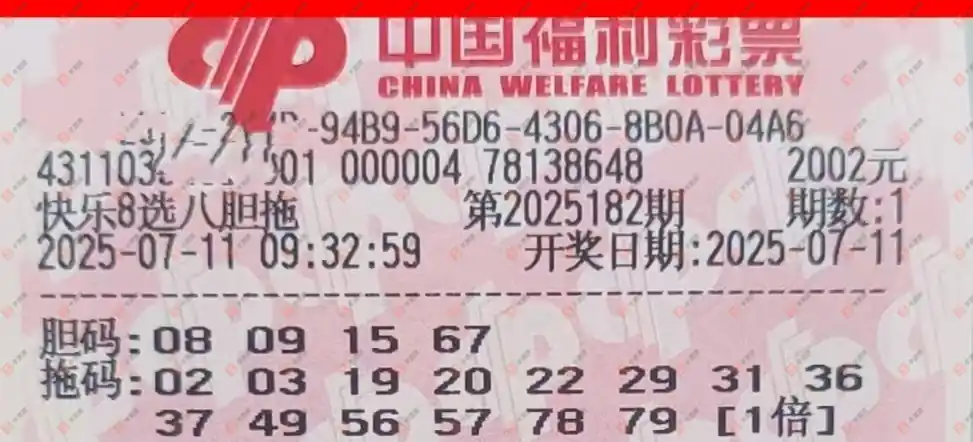 中国福利彩票
CHINA WELFARE LOTTERY
-94B9-56D6-4306-8B0A-04A6
431103 01 000004 78138648 2002元
快乐8选八胆拖 第2025182期 期数:1
2025-07-11 09:32:59 开奖日期:2025-07-11
胆码:08 09 15 67
拖码:02 03 19 20 22 29 31 36
37 49 56 57 78 79 [1倍]